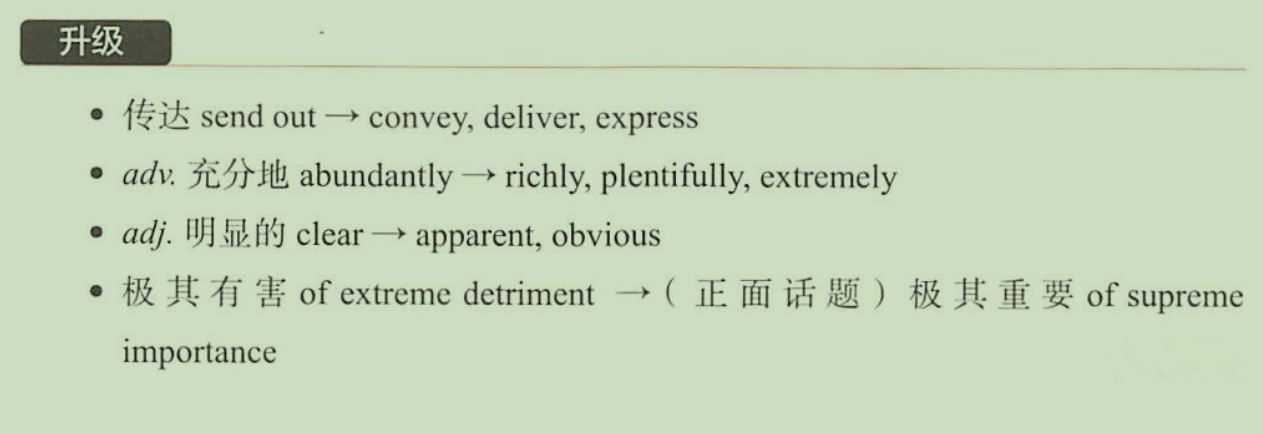 升级
• 传达 send out → convey, deliver, express
• adv. 充分地 abundantly → richly, plentifully, extremely
• adj. 明显的 clear → apparent, obvious
• 极其有害 of extreme detriment →（正面话题）极其重要 of supreme
importance